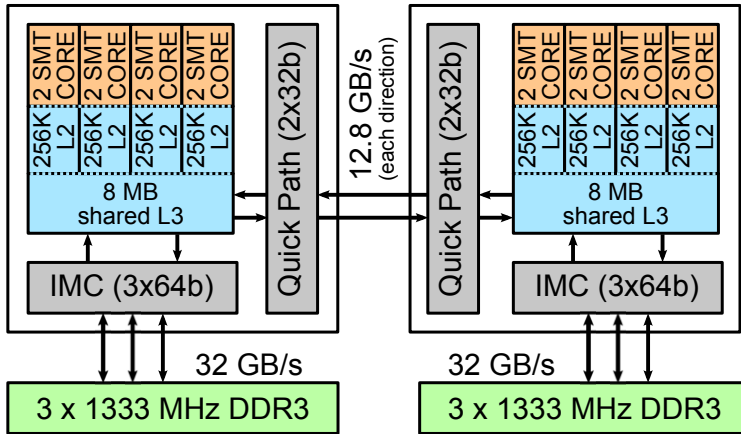 2 SMT
CORE
2 SMT
CORE
2 SMT
CORE
2 SMT
CORE
256K
L2
256K
L2
256K
L2
256K
L2
8 MB
shared L3
IMC (3x64b)
Quick Path (2x32b)
32 GB/s
3 x 1333 MHz DDR3
12.8 GB/s
(each direction)
Quick Path (2x32b)
2 SMT
CORE
2 SMT
CORE
2 SMT
CORE
2 SMT
CORE
256K
L2
256K
L2
256K
L2
256K
L2
8 MB
shared L3
IMC (3x64b)
32 GB/s
3 x 1333 MHz DDR3